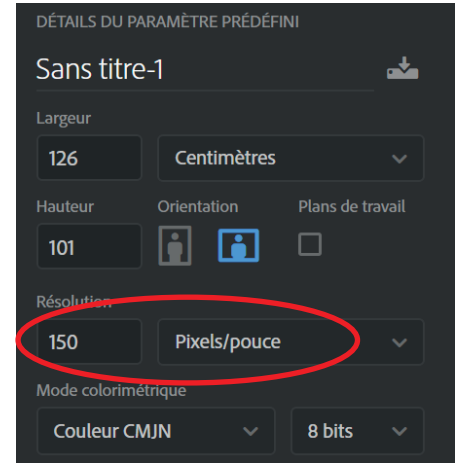 DÉTAILS DU PARAMÈTRE PRÉDÉFINI
Sans titre-1
Largeur
126 Centimètres
Hauteur Orientation Plans de travail
101
Résolution
150 Pixels/pouce
Mode colorimétrique
Couleur CMJN 8 bits